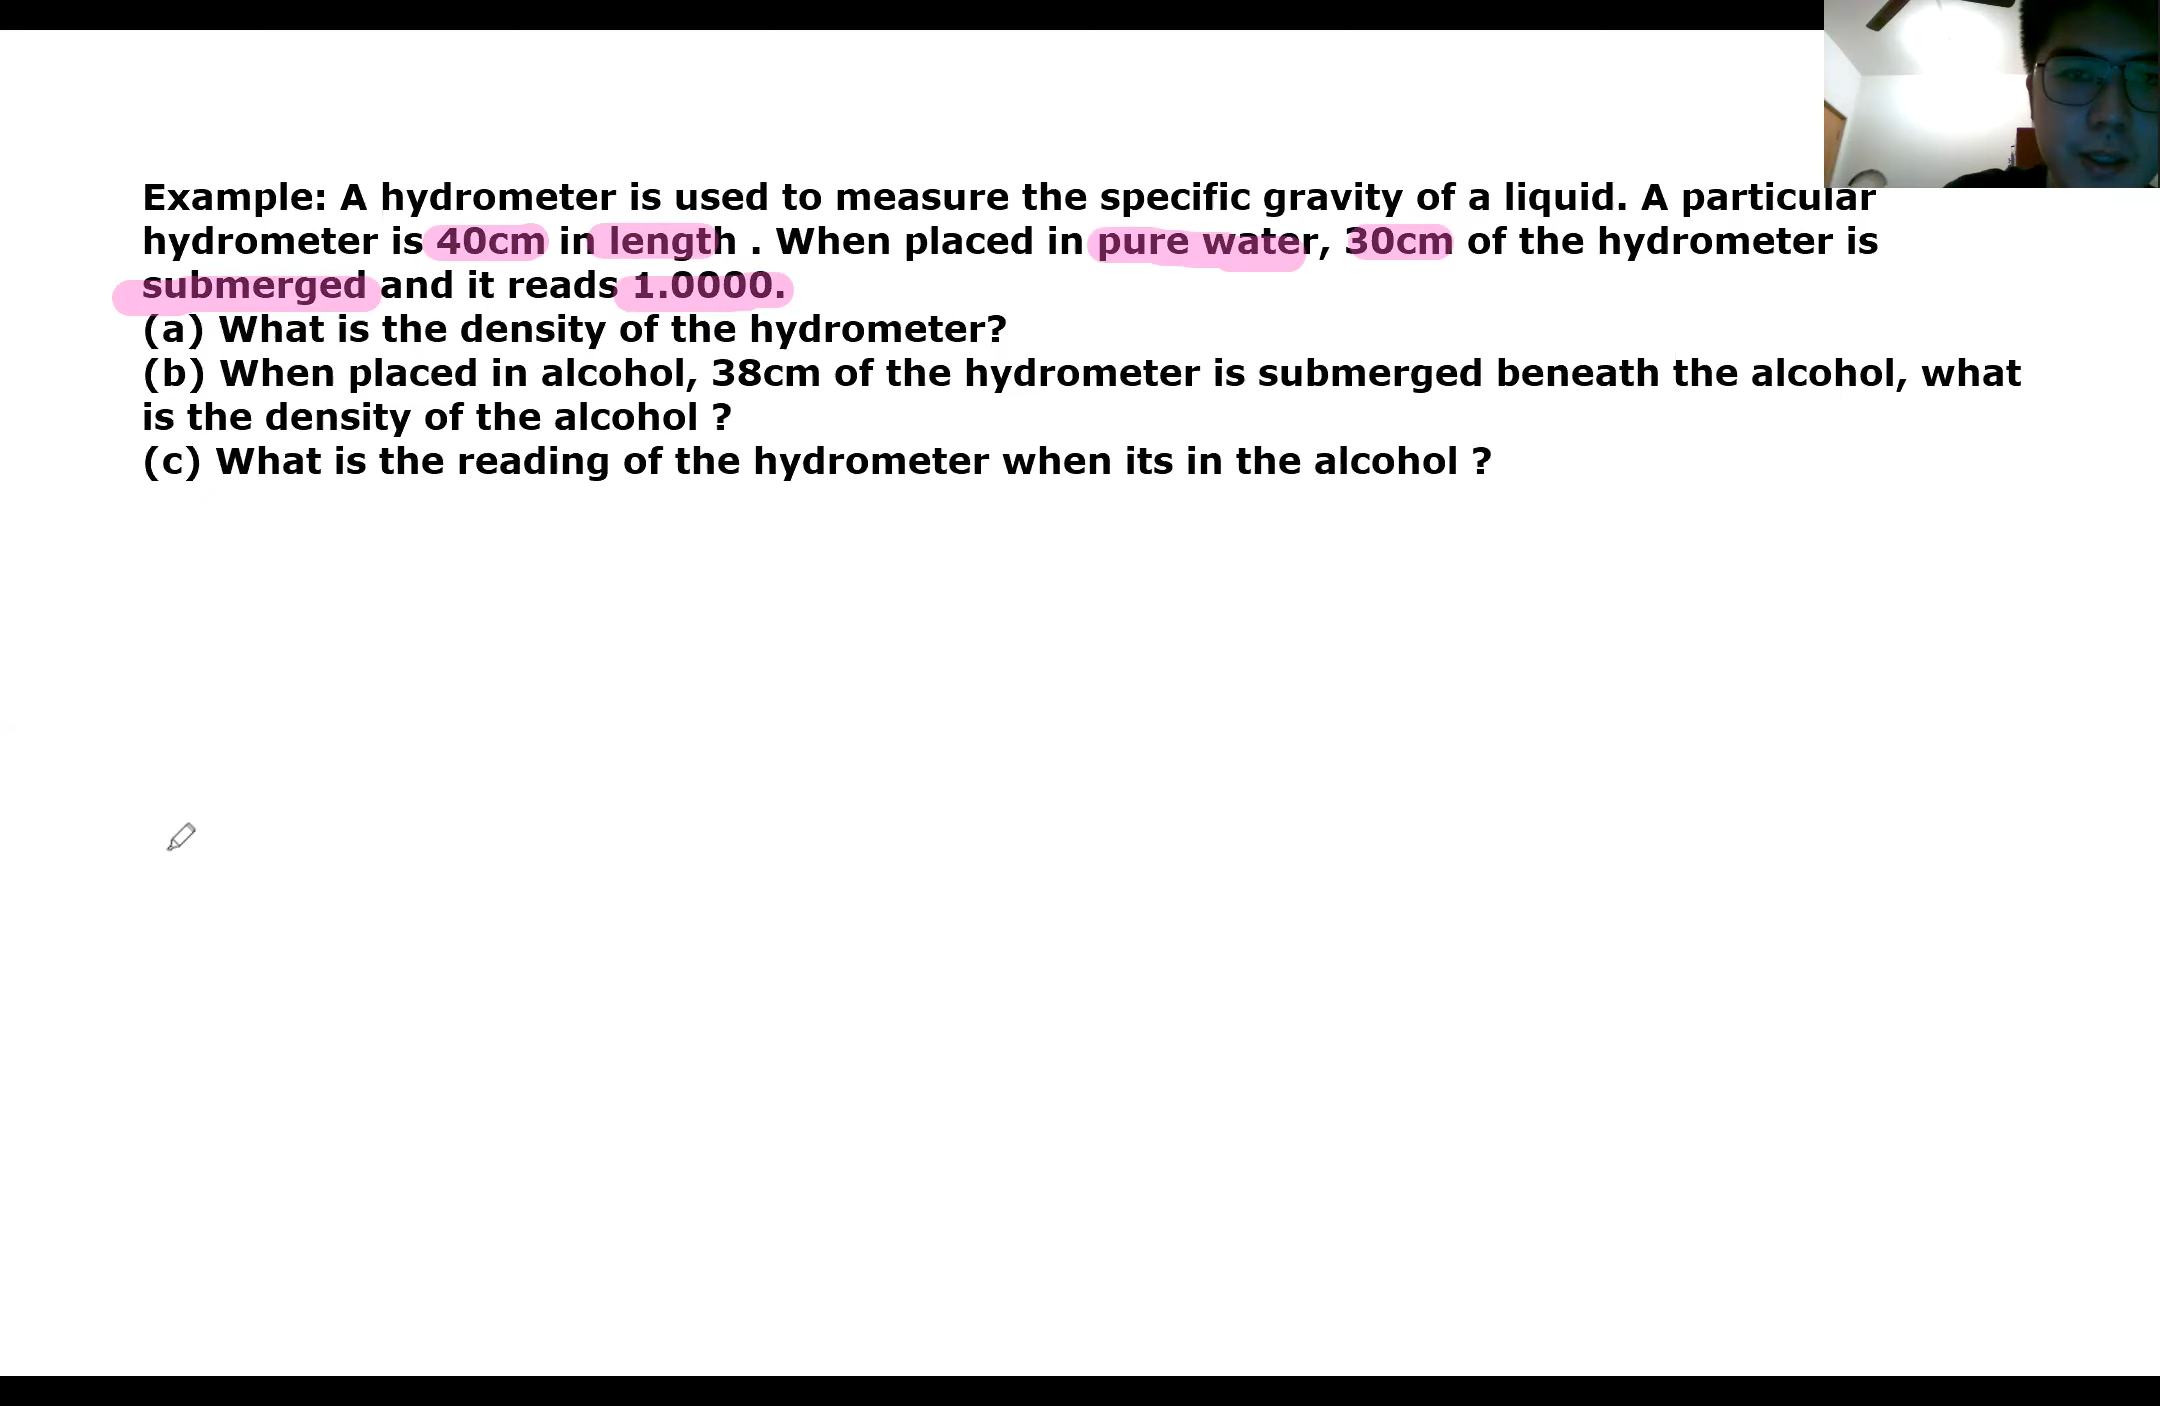 Example: A hydrometer is used to measure the specific gravity of a liquid. A particular
hydrometer is 40cm in length . When placed in pure water, 30cm of the hydrometer is
submerged and it reads 1.0000.
(a) What is the density of the hydrometer?
(b) When placed in alcohol, 38cm of the hydrometer is submerged beneath the alcohol, what
is the density of the alcohol ?
(c) What is the reading of the hydrometer when its in the alcohol ?